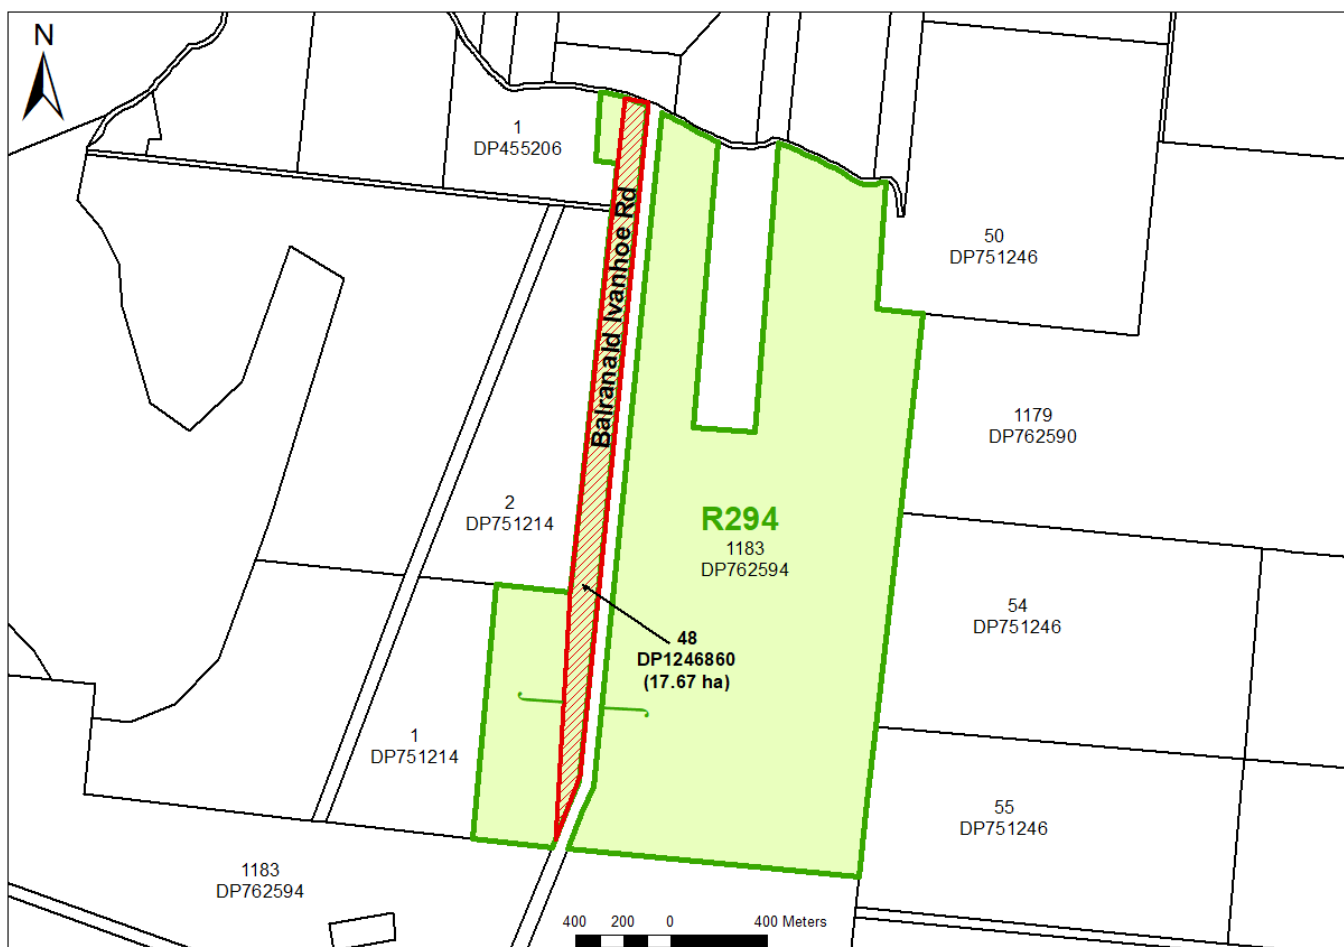 N
1
DP455206
Balranald Ivanhoe Rd
50
DP751246
1179
DP762590
2
DP751214
R294
1183
DP762594
54
DP751246
48
DP1246860
(17.67 ha)
1
DP751214
55
DP751246
1183
DP762594
400 200 0 400 Meters